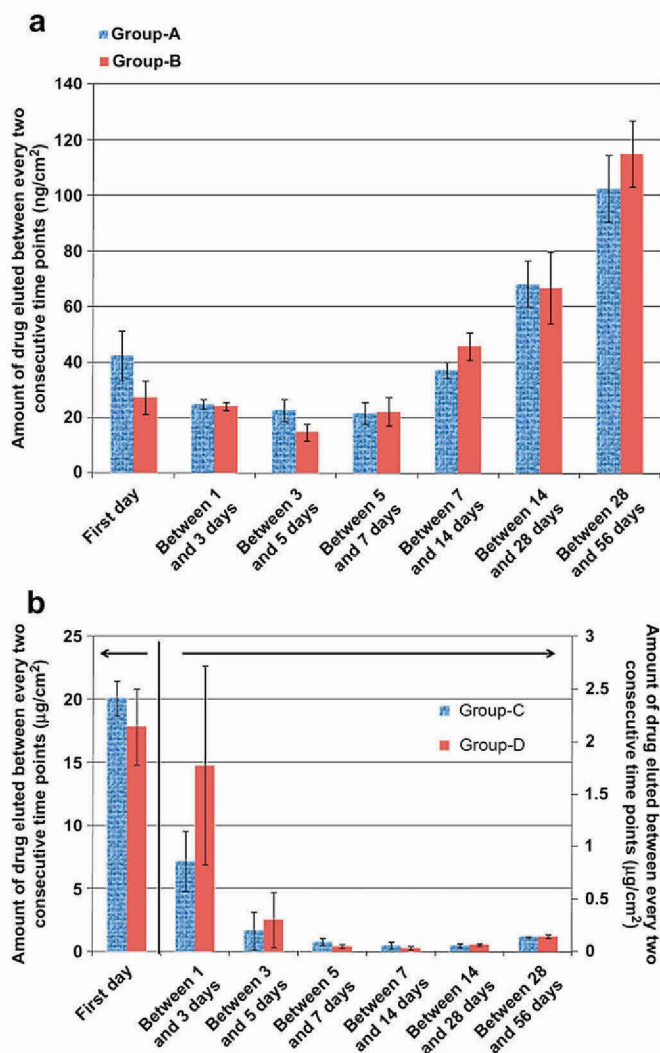 a
Group-A
Group-B
Amount of drug eluted between every two
consecutive time points (ng/cm²)
140
120
100
80
60
40
20
0
First day
Between 1
and 3 days
Between 3
and 5 days
Between 5
and 7 days
Between 7
and 14 days
Between 14
and 28 days
Between 28
and 56 days
b
Amount of drug eluted between every two
consecutive time points (µg/cm²)
25
20
15
10
5
0
Group-C
Group-D
3
2.5
2
1.5
1
0.5
0
Amount of drug eluted between every two
consecutive time points (µg/cm²)
First day
Between 1
and 3 days
Between 3
and 5 days
Between 5
and 7 days
Between 7
and 14 days
Between 14
and 28 days
Between 28
and 56 days